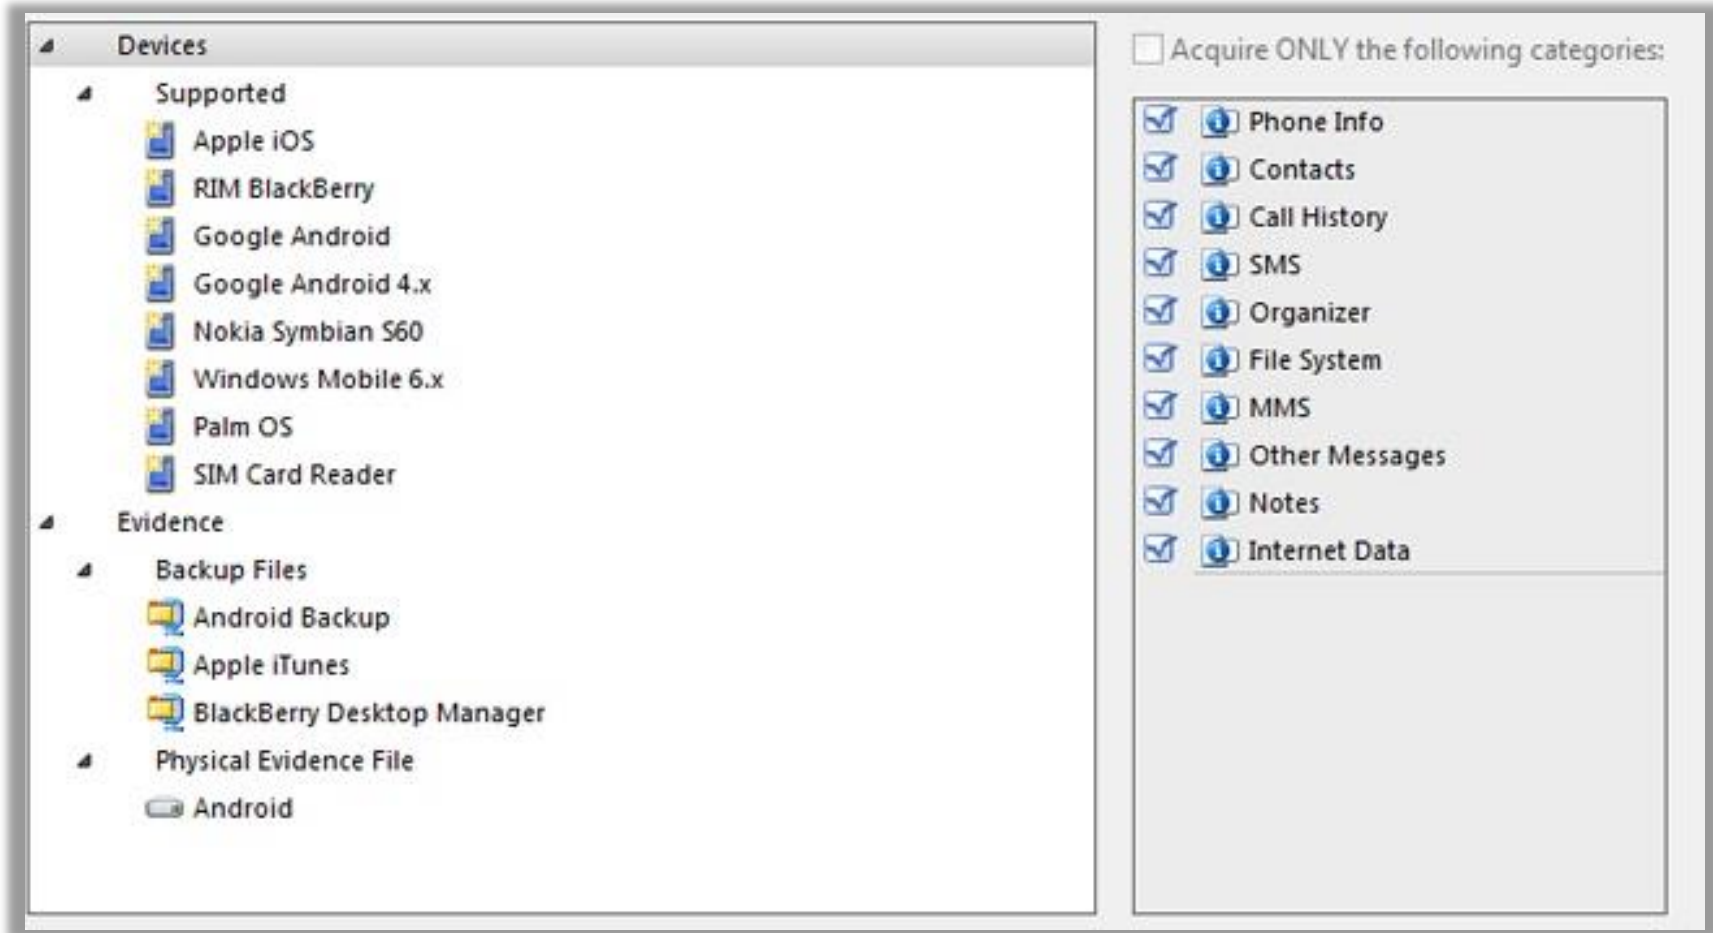 Devices
Supported
Apple iOS
RIM BlackBerry
Google Android
Google Android 4.x
Nokia Symbian S60
Windows Mobile 6.x
Palm OS
SIM Card Reader
Evidence
Backup Files
Android Backup
Apple iTunes
BlackBerry Desktop Manager
Physical Evidence File
Android
Acquire ONLY the following categories:
Phone Info
Contacts
Call History
SMS
Organizer
File System
MMS
Other Messages
Notes
Internet Data